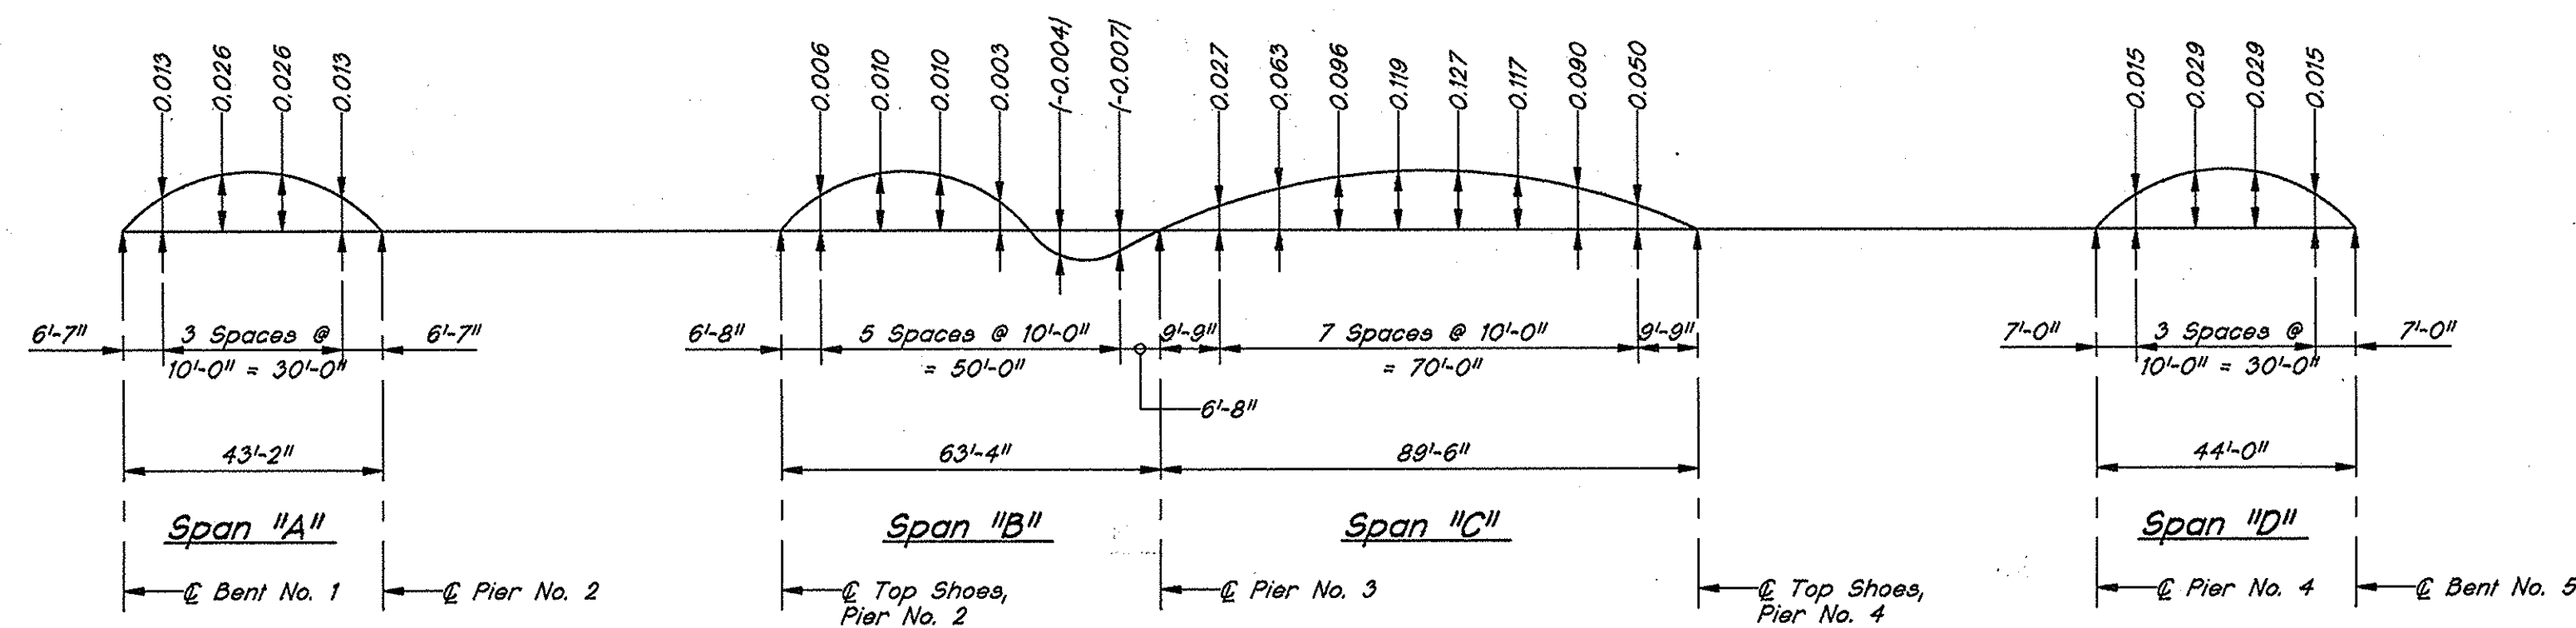 0.013
0.026
0.026
0.013
0.006
0.010
0.010
0.003
(-0.004)
(-0.007)
0.027
0.063
0.096
0.119
0.127
0.117
0.090
0.050
0.015
0.029
0.029
0.015
6'-7"
3 Spaces @
10'-0" = 30'-0"
6'-7"
6'-8"
5 Spaces @ 10'-0"
= 50'-0"
6'-8"
9'-9"
7 Spaces @ 10'-0"
= 70'-0"
9'-9"
7'-0"
3 Spaces @
10'-0" = 30'-0"
7'-0"
43'-2"
63'-4"
89'-6"
44'-0"
Span "A"
Span "B"
Span "C"
Span "D"
℄ Bent No. 1
℄ Pier No. 2
℄ Top Shoes,
Pier No. 2
℄ Pier No. 3
℄ Top Shoes,
Pier No. 4
℄ Pier No. 4
℄ Bent No. 5